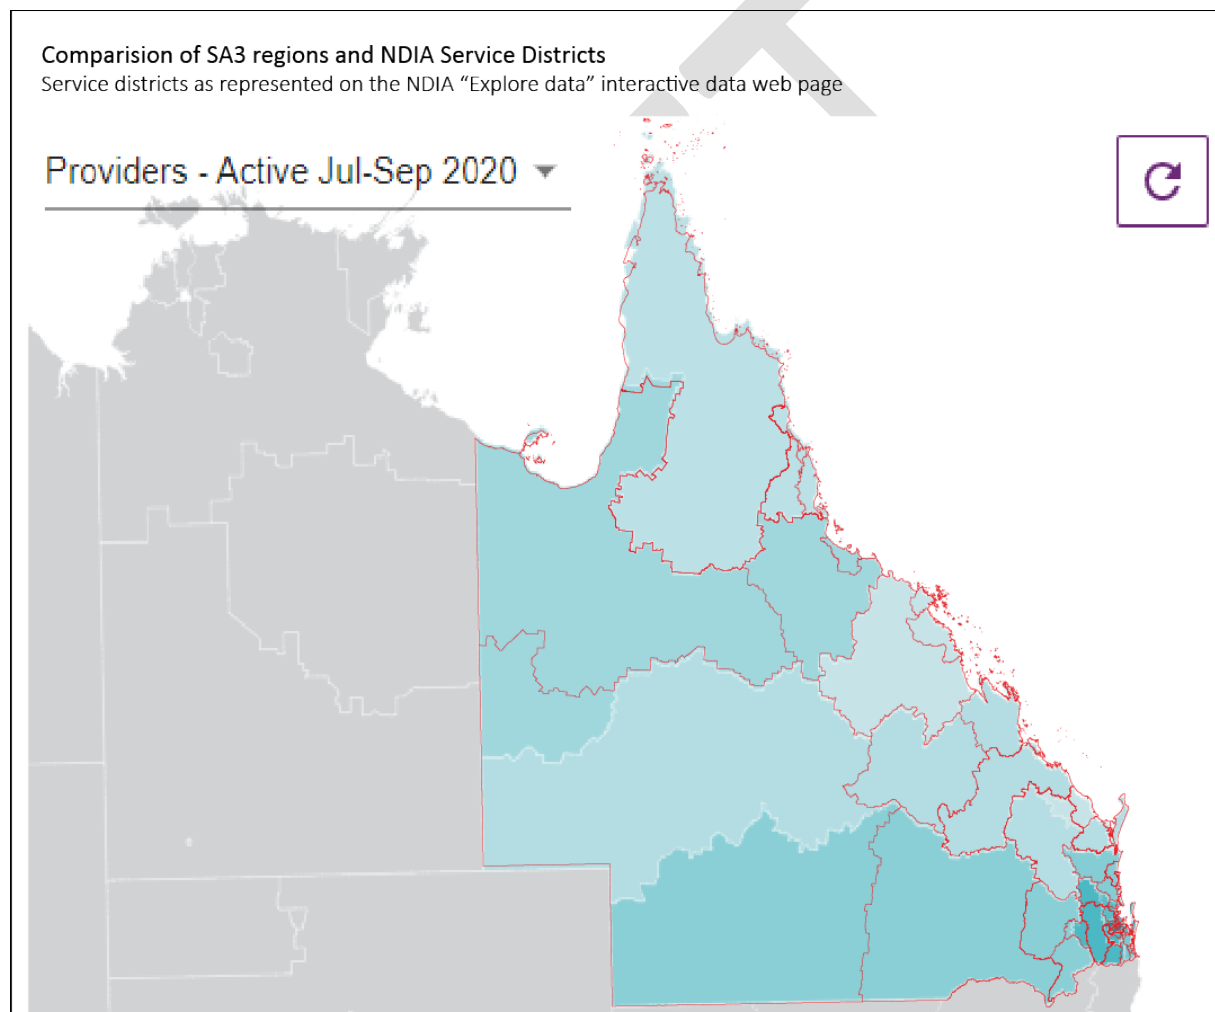 Comparision of SA3 regions and NDIA Service Districts
Service districts as represented on the NDIA “Explore data” interactive data web page
Providers - Active Jul-Sep 2020